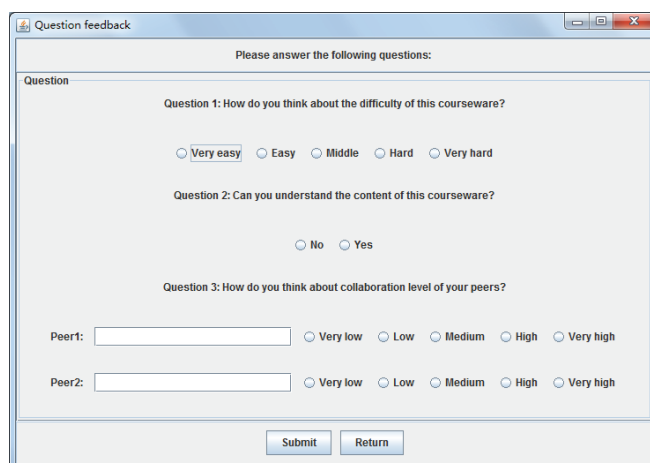 Question feedback
Please answer the following questions:
Question
Question 1: How do you think about the difficulty of this courseware?
Very easy Easy Middle Hard Very hard
Question 2: Can you understand the content of this courseware?
No Yes
Question 3: How do you think about collaboration level of your peers?
Peer1: Very low Low Medium High Very high
Peer2: Very low Low Medium High Very high
Submit Return